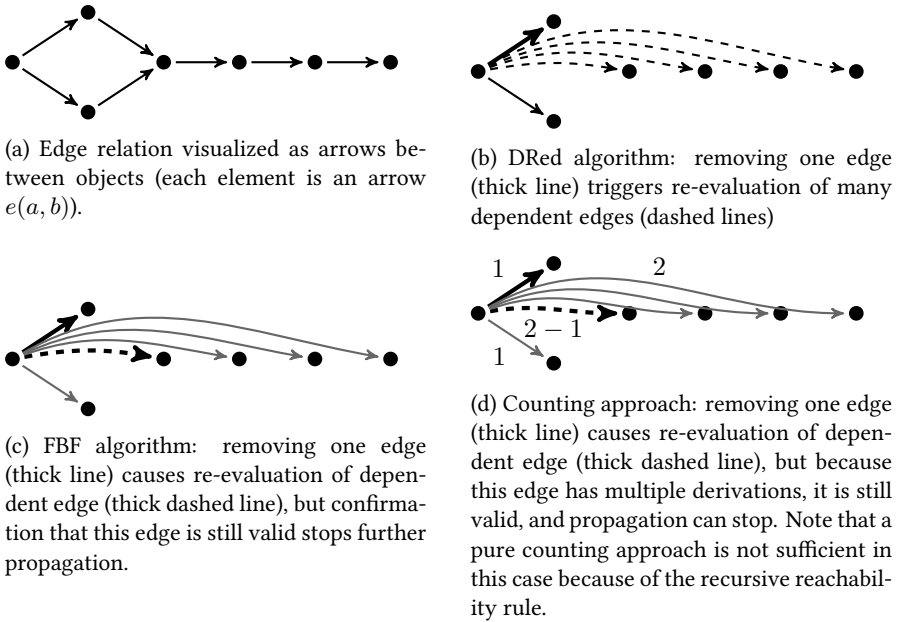 (a) Edge relation visualized as arrows be-
tween objects (each element is an arrow
e(a, b)).
(b) DRed algorithm: removing one edge
(thick line) triggers re-evaluation of many
dependent edges (dashed lines)
(c) FBF algorithm: removing one edge
(thick line) causes re-evaluation of depen-
dent edge (thick dashed line), but confirma-
tion that this edge is still valid stops further
propagation.
1
2
2 − 1
1
(d) Counting approach: removing one edge
(thick line) causes re-evaluation of depen-
dent edge (thick dashed line), but because
this edge has multiple derivations, it is still
valid, and propagation can stop. Note that a
pure counting approach is not sufficient in
this case because of the recursive reachabil-
ity rule.